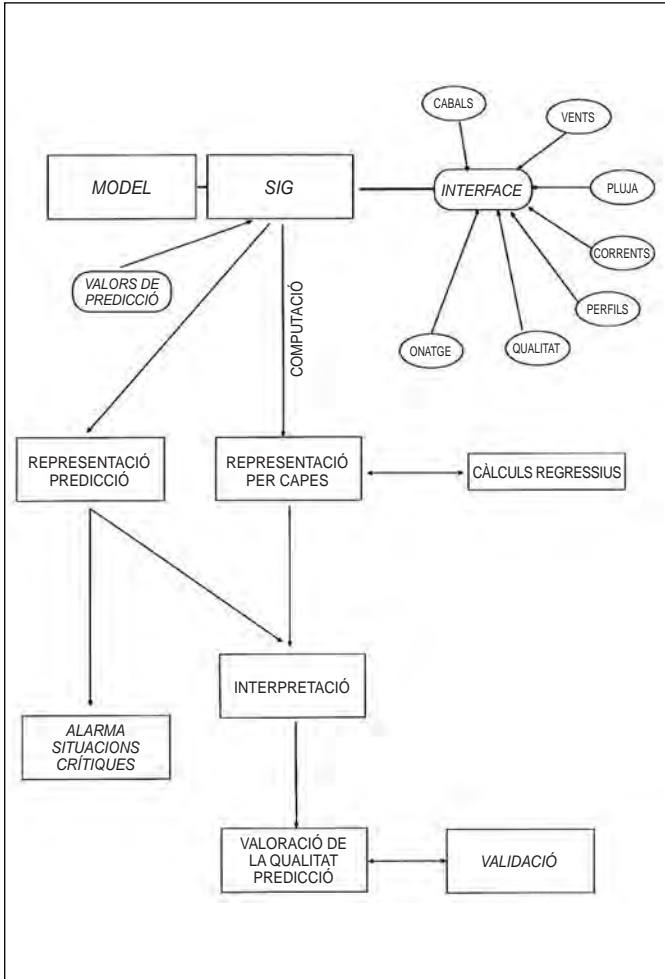 CABALS
VENTS
MODEL
SIG
INTERFACE
PLUJA
CORRENTS
VALORS DE
PREDICCIÓ
PERFILS
COMPUTACIÓ
ONATGE
QUALITAT
REPRESENTACIÓ
PREDICCIÓ
REPRESENTACIÓ
PER CAPES
CÀLCULS REGRESSIUS
INTERPRETACIÓ
ALARMA
SITUACIONS
CRÍTIQUES
VALORACIÓ DE
LA QUALITAT
PREDICCIÓ
VALIDACIÓ